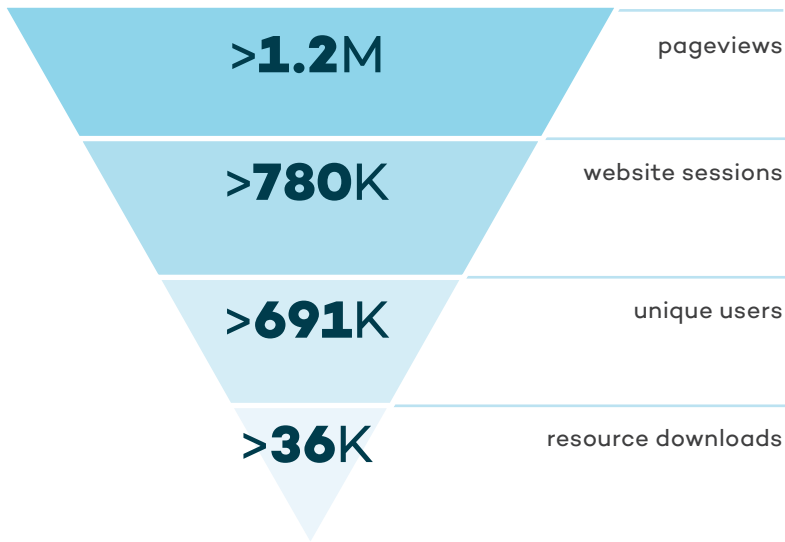 >1.2M
pageviews
>780K
website sessions
>691K
unique users
>36K
resource downloads